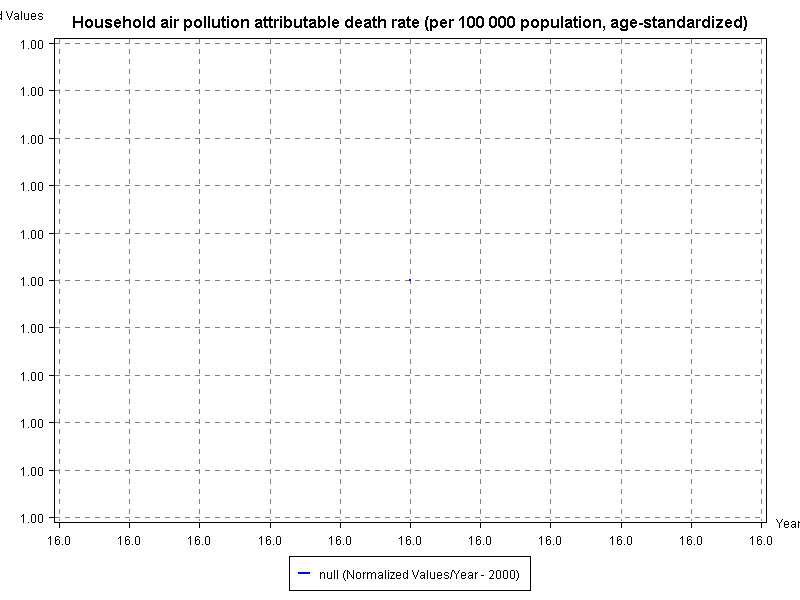 Household air pollution attributable death rate (per 100 000 population, age-standardized)
d Values
1.00
1.00
1.00
1.00
1.00
1.00
1.00
1.00
1.00
1.00
1.00
16.0 16.0 16.0 16.0 16.0 16.0 16.0 16.0 16.0 16.0 16.0
Year
null (Normalized Values/Year - 2000)